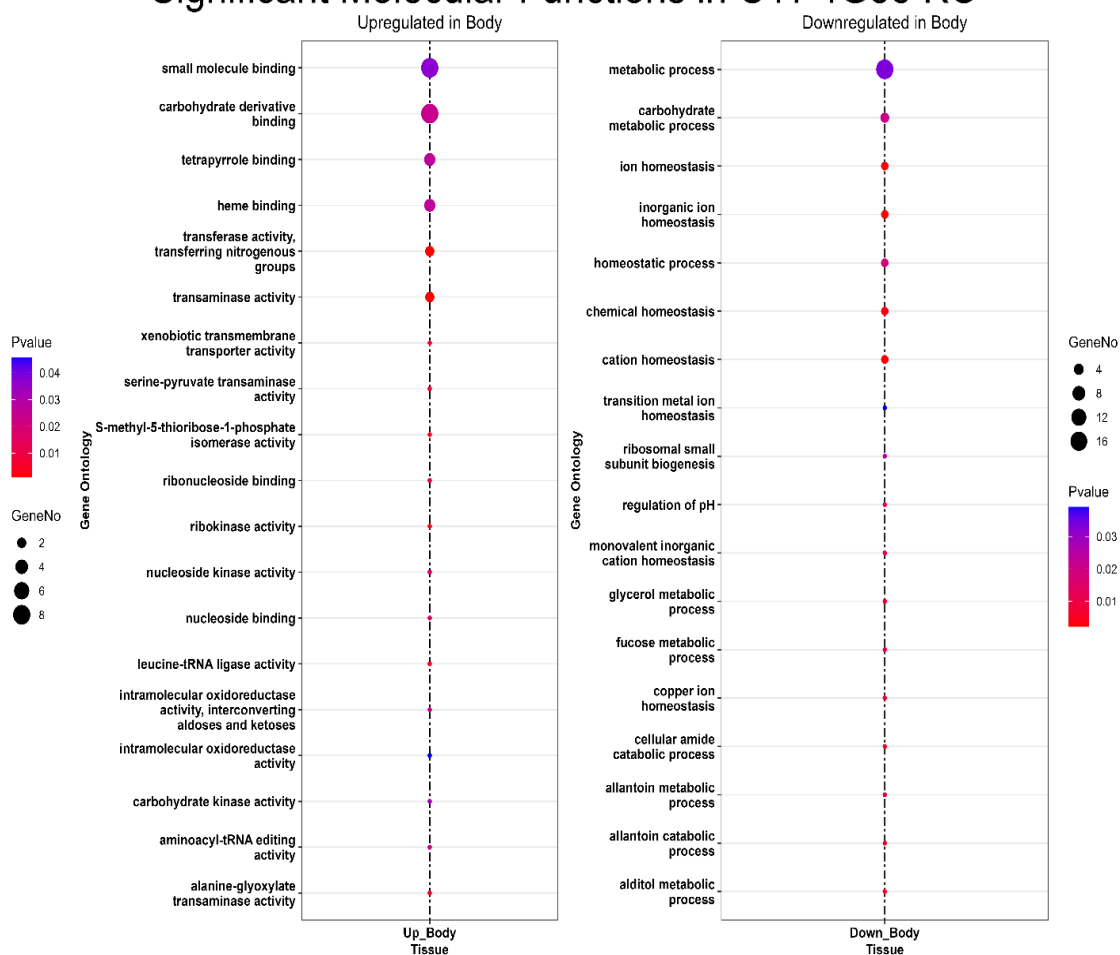 Upregulated in Body
Downregulated in Body
small molecule binding
carbohydrate derivative
binding
tetrapyrrole binding
heme binding
transferase activity,
transferring nitrogenous
groups
transaminase activity
xenobiotic transmembrane
transporter activity
serine-pyruvate transaminase
activity
S-methyl-5-thioribose-1-phosphate
isomerase activity
ribonucleoside binding
ribokinase activity
nucleoside kinase activity
nucleoside binding
leucine-tRNA ligase activity
intramolecular oxidoreductase
activity, interconverting
aldoses and ketoses
intramolecular oxidoreductase
activity
carbohydrate kinase activity
aminoacyl-tRNA editing
activity
alanine-glyoxylate
transaminase activity
Up_Body
Tissue
Gene Ontology
Pvalue
0.04
0.03
0.02
0.01
GeneNo
2
4
6
8
metabolic process
carbohydrate
metabolic process
ion homeostasis
inorganic ion
homeostasis
homeostatic process
chemical homeostasis
cation homeostasis
transition metal ion
homeostasis
ribosomal small
subunit biogenesis
regulation of pH
monovalent inorganic
cation homeostasis
glycerol metabolic
process
fucose metabolic
process
copper ion
homeostasis
cellular amide
catabolic process
allantoin metabolic
process
allantoin catabolic
process
alditol metabolic
process
Down_Body
Tissue
Gene Ontology
GeneNo
4
8
12
16
Pvalue
0.03
0.02
0.01